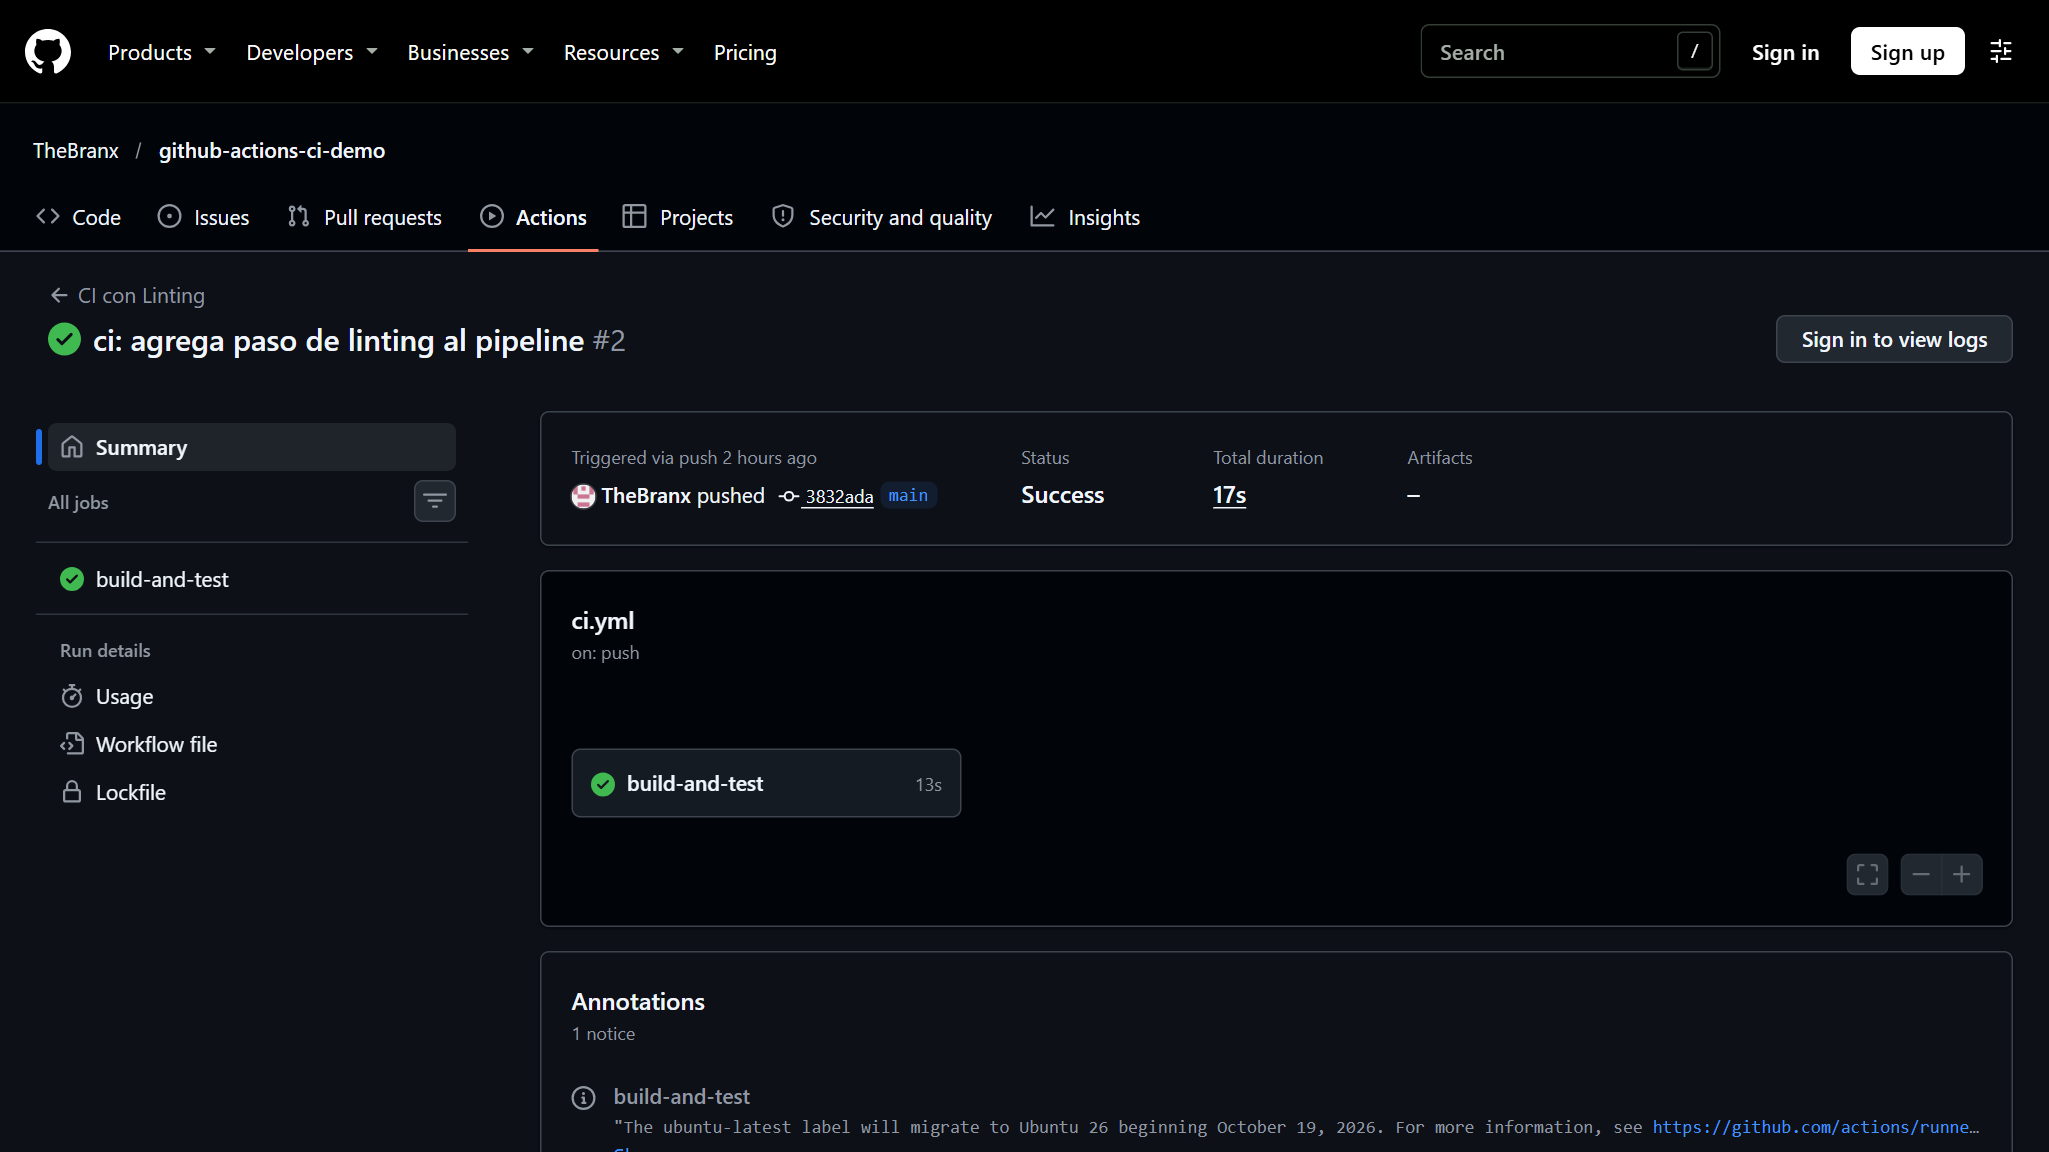 Products Developers Businesses Resources Pricing Search / Sign in Sign up
TheBranx / github-actions-ci-demo
Code Issues Pull requests Actions Projects Security and quality Insights
← CI con Linting
ci: agrega paso de linting al pipeline #2
Sign in to view logs
Summary
All jobs
build-and-test
Run details
Usage
Workflow file
Lockfile
Triggered via push 2 hours ago Status Total duration Artifacts
TheBranx pushed 3832ada main Success 17s –
ci.yml
on: push
build-and-test 13s
Annotations
1 notice
build-and-test
"The ubuntu-latest label will migrate to Ubuntu 26 beginning October 19, 2026. For more information, see https://github.com/actions/runne…